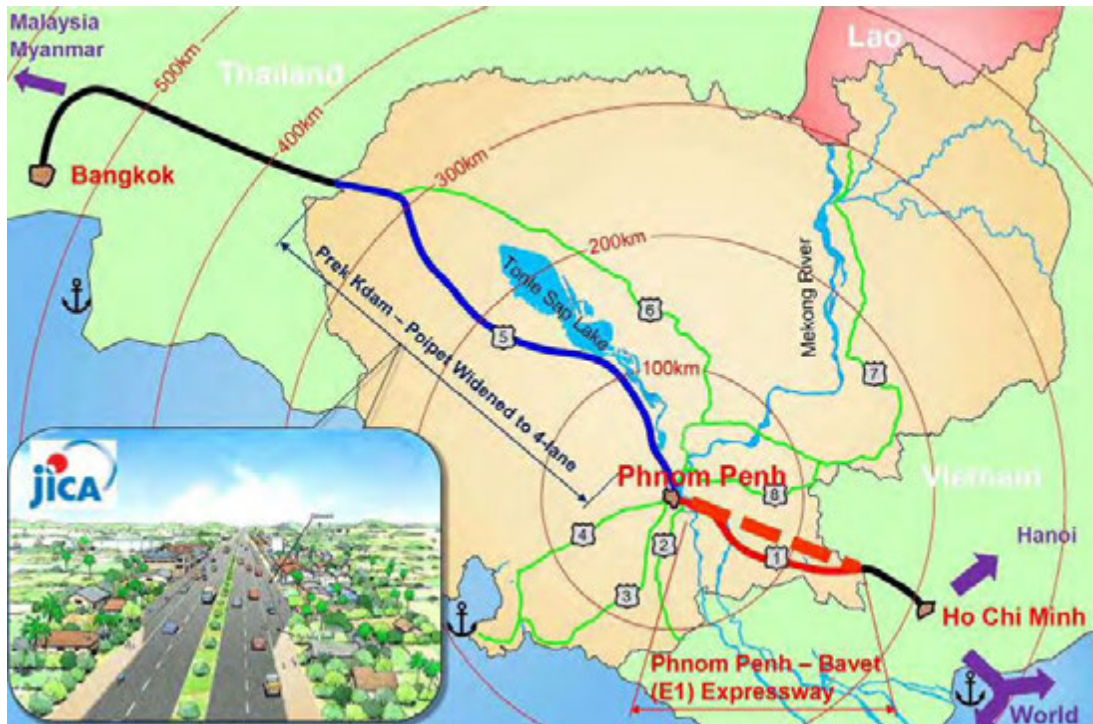 Malaysia
Myanmar
Thailand
Lao
500km
400km
300km
200km
100km
Bangkok
Prek Kdam – Poipet Widened to 4-lane
Tonle Sap Lake
Mekong River
5
6
7
Phnom Penh
8
Vietnam
4
2
3
1
Hanoi
Ho Chi Minh
Phnom Penh – Bavet
(E1) Expressway
World
jICA